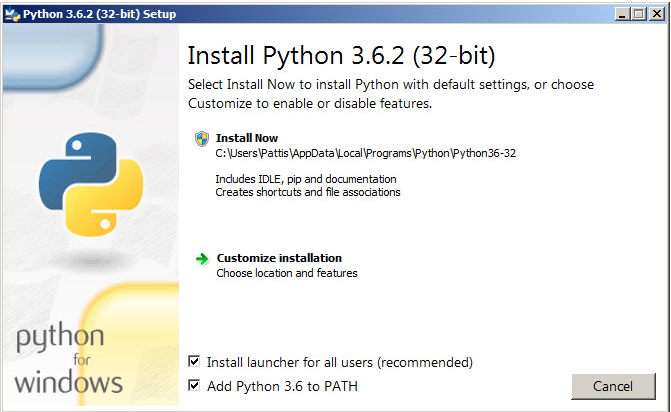 Python 3.6.2 (32-bit) Setup
Install Python 3.6.2 (32-bit)
Select Install Now to install Python with default settings, or choose
Customize to enable or disable features.
Install Now
C:\Users\Pattis\AppData\Local\Programs\Python\Python36-32
Includes IDLE, pip and documentation
Creates shortcuts and file associations
Customize installation
Choose location and features
python
for
windows
Install launcher for all users (recommended)
Add Python 3.6 to PATH
Cancel